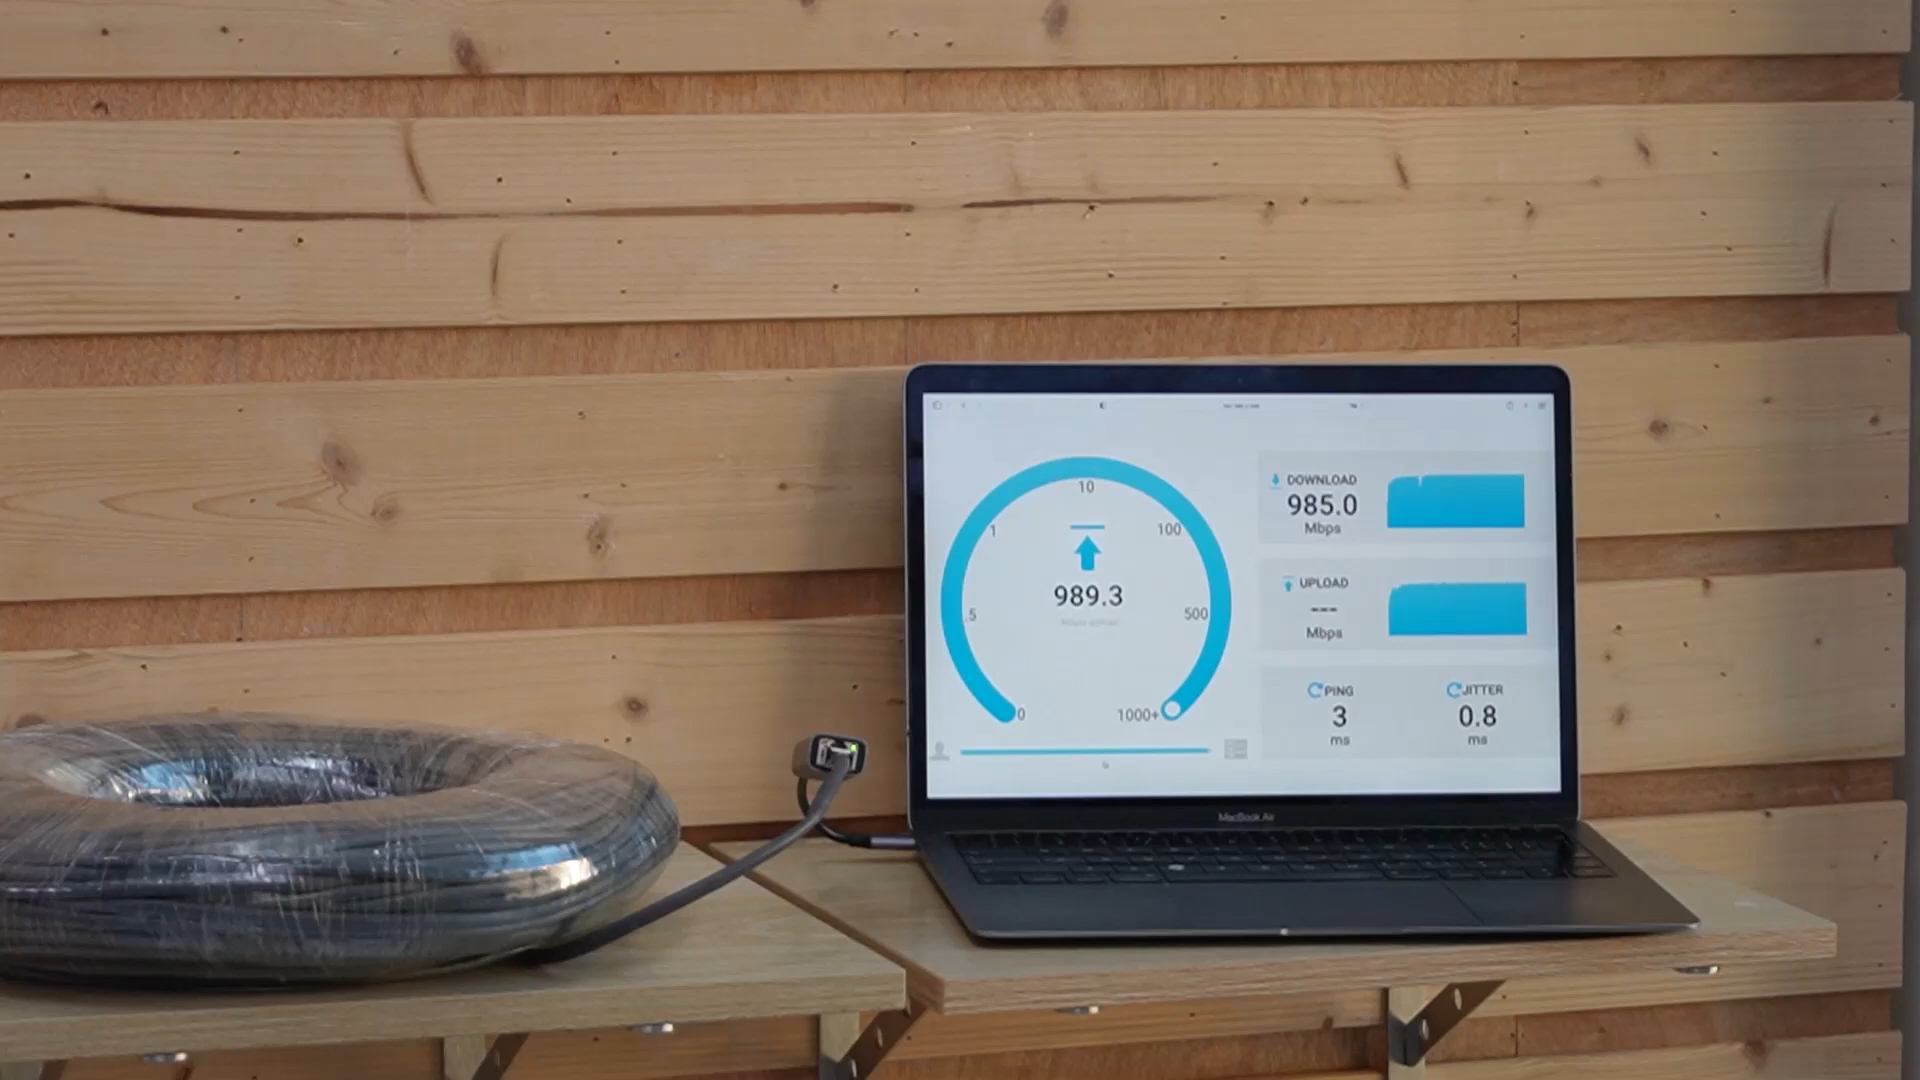 10
1
100
989.3
.5
500
0
1000+
DOWNLOAD
985.0
Mbps
UPLOAD
---
Mbps
PING
JITTER
3
0.8
ms
ms
MacBook Air